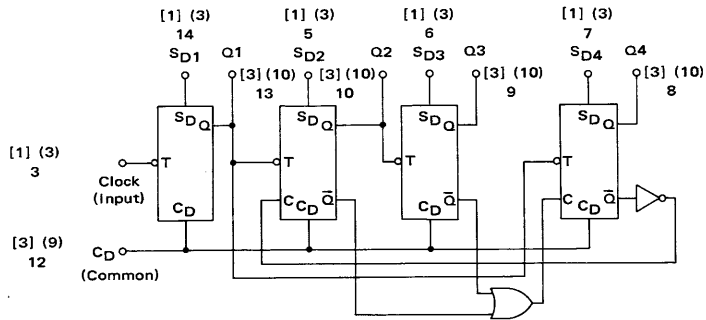 [1] (3) [1] (3) [1] (3) [1] (3)
14 5 6 7
SD1 Q1 SD2 Q2 SD3 Q3 SD4 Q4
[3] (10) [3] (10) [3] (10) [3] (10)
13 10 9 8
SD Q SD Q SD Q SD Q
[1] (3)
3
T T T T
Clock
(input)
C Q̅ Q̅ C Q̅
CD CD CD CD
[3] (9)
12
CD
(Common)